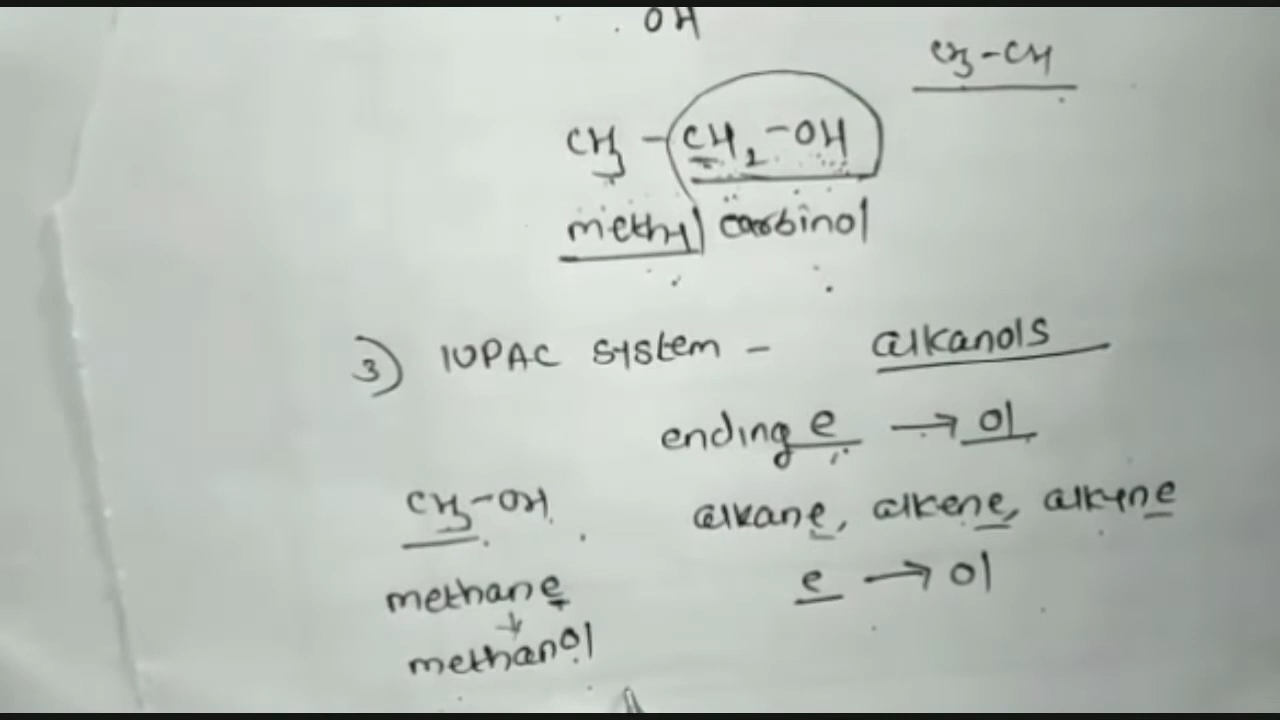 OH
CH3-CH
CH3-CH2-OH
methyl carbinol
3) IUPAC system - alkanols
ending e → ol
CH3-OH
alkane, alkene, alkyne
methane
e → ol
↓
methanol